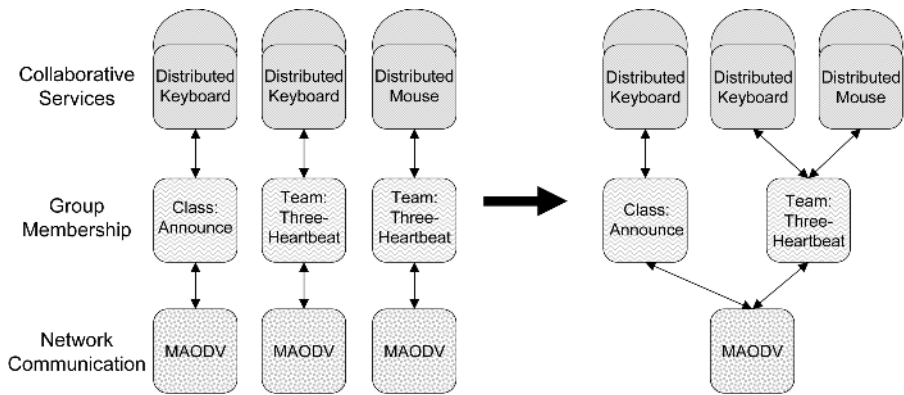 Collaborative
Services
Distributed
Keyboard
Distributed
Keyboard
Distributed
Mouse
Distributed
Keyboard
Distributed
Keyboard
Distributed
Mouse
Group
Membership
Class:
Announce
Team:
Three-
Heartbeat
Team:
Three-
Heartbeat
Class:
Announce
Team:
Three-
Heartbeat
Network
Communication
MAODV
MAODV
MAODV
MAODV